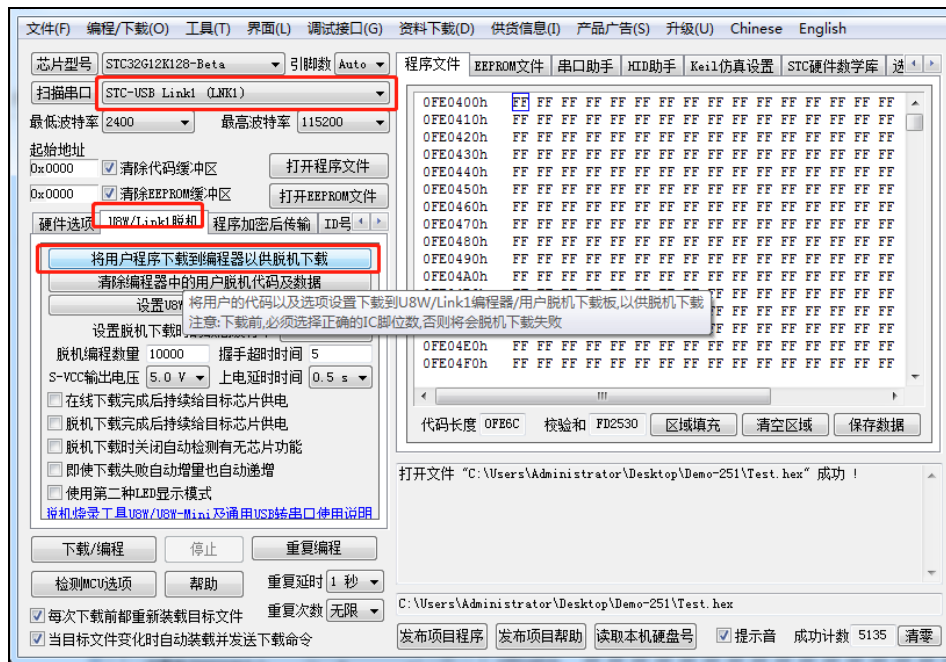 文件(F) 编程/下载(O) 工具(T) 界面(L) 调试接口(G) 资料下载(D) 供货信息(I) 产品广告(S) 升级(U) Chinese English
芯片型号 STC32G12K128-Beta 引脚数 Auto
扫描串口 STC-USB Link1 (LNK1)
最低波特率 2400 最高波特率 115200
起始地址
0x0000 清除代码缓冲区 打开程序文件
0x0000 清除EEPROM缓冲区 打开EEPROM文件
硬件选项 U8W/Link1脱机 程序加密后传输 ID号
将用户程序下载到编程器以供脱机下载
清除编程器中的用户脱机代码及数据
设置U8W
将用户的代码以及选项设置下载到U8W/Link1编程器/用户脱机下载板,以供脱机下载
注意:下载前,必须选择正确的IC脚位数,否则将会脱机下载失败
设置脱机下载时
脱机编程数量 10000 握手超时时间 5
S-VCC输出电压 5.0 V 上电延时时间 0.5 s
在线下载完成后持续给目标芯片供电
脱机下载完成后持续给目标芯片供电
脱机下载时关闭自动检测有无芯片功能
即使下载失败自动增量也自动递增
使用第二种LED显示模式
脱机烧录工具U8W/U8W-Mini及通用USB转串口使用说明
下载/编程 停止 重复编程
检测MCU选项 帮助 重复延时 1 秒
每次下载前都重新装载目标文件 重复次数 无限
当目标文件变化时自动装载并发送下载命令
程序文件 EEPROM文件 串口助手 HID助手 Keil仿真设置 STC硬件数学库 选
0FE0400h FF FF FF FF FF FF FF FF FF FF FF FF FF FF FF FF
0FE0410h FF FF FF FF FF FF FF FF FF FF FF FF FF FF FF FF
0FE0420h FF FF FF FF FF FF FF FF FF FF FF FF FF FF FF FF
0FE0430h FF FF FF FF FF FF FF FF FF FF FF FF FF FF FF FF
0FE0440h FF FF FF FF FF FF FF FF FF FF FF FF FF FF FF FF
0FE0450h FF FF FF FF FF FF FF FF FF FF FF FF FF FF FF FF
0FE0460h FF FF FF FF FF FF FF FF FF FF FF FF FF FF FF FF
0FE0470h FF FF FF FF FF FF FF FF FF FF FF FF FF FF FF FF
0FE0480h FF FF FF FF FF FF FF FF FF FF FF FF FF FF FF FF
0FE0490h FF FF FF FF FF FF FF FF FF FF FF FF FF FF FF FF
0FE04A0h FF FF FF FF FF FF FF FF FF FF FF FF FF FF FF FF
0FE04E0h FF FF FF FF FF FF FF FF FF FF FF FF FF FF FF FF
0FE04F0h FF FF FF FF FF FF FF FF FF FF FF FF FF FF FF FF
代码长度 0FE6C 校验和 FD2530 区域填充 清空区域 保存数据
打开文件 "C:\Users\Administrator\Desktop\Demo-251\Test.hex" 成功 !
C:\Users\Administrator\Desktop\Demo-251\Test.hex
发布项目程序 发布项目帮助 读取本机硬盘号 提示音 成功计数 5135 清零